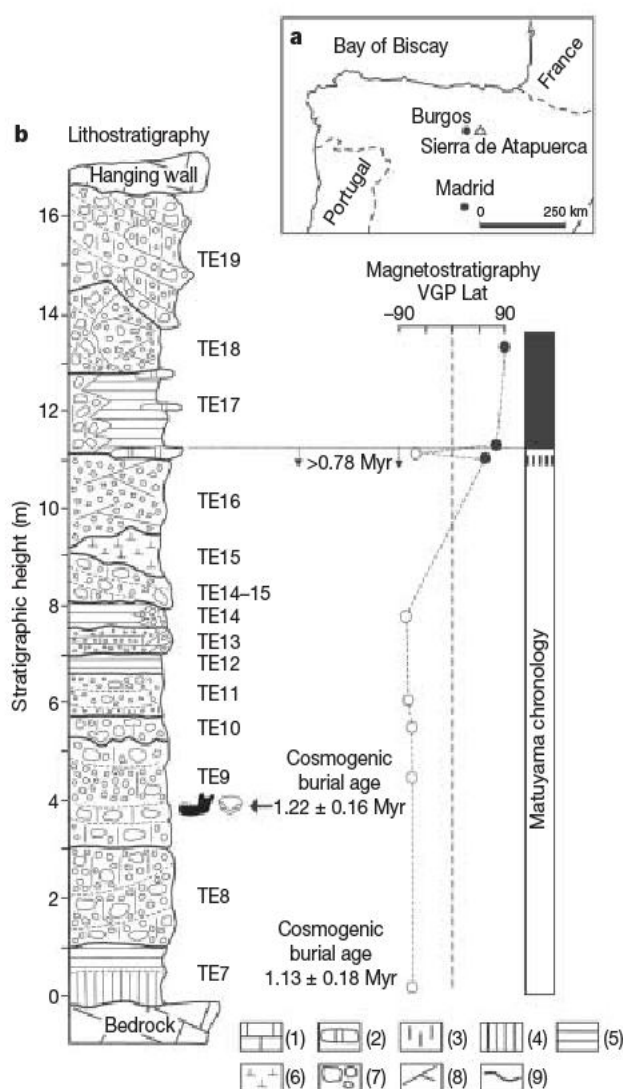 a
Bay of Biscay
France
Burgos
Sierra de Atapuerca
Portugal
Madrid
0 250 km
b
Lithostratigraphy
Hanging wall
Stratigraphic height (m)
16
14
12
10
8
6
4
2
0
TE19
TE18
TE17
TE16
TE15
TE14–15
TE14
TE13
TE12
TE11
TE10
TE9
TE8
TE7
Bedrock
Magnetostratigraphy
VGP Lat
–90 90
>0.78 Myr
Cosmogenic
burial age
1.22 ± 0.16 Myr
Cosmogenic
burial age
1.13 ± 0.18 Myr
Matuyama chronology
(1) (2) (3) (4) (5)
(6) (7) (8) (9)